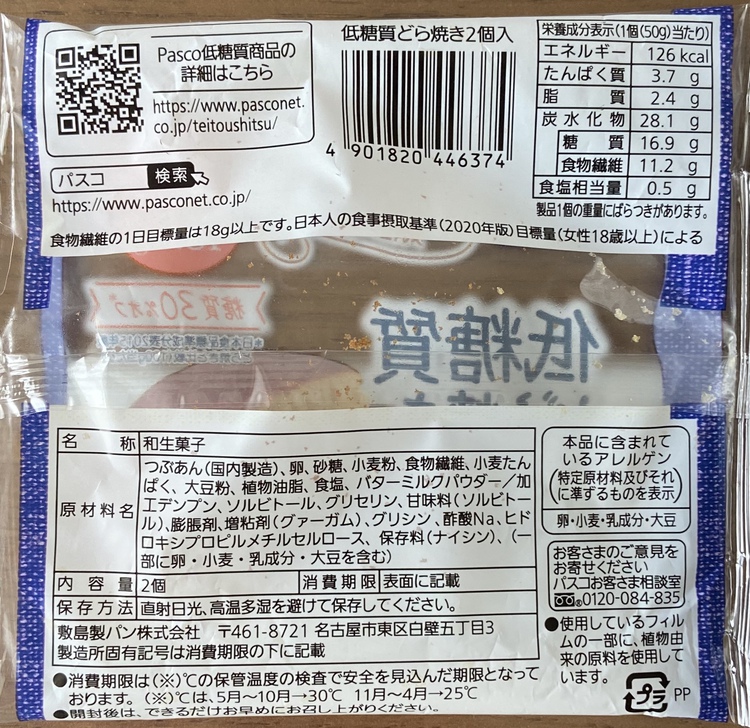 Pasco低糖質商品の
詳細はこちら
https://www.pasconet.
co.jp/teitoushitsu/
パスコ 検索
https://www.pasconet.co.jp/
低糖質どら焼き2個入
4 901820 446374
栄養成分表示(1個(50g)当たり)
エネルギー 126 kcal
たんぱく質 3.7 g
脂質 2.4 g
炭水化物 28.1 g
糖質 16.9 g
食物繊維 11.2 g
食塩相当量 0.5 g
製品1個の重量にばらつきがあります。
食物繊維の1日目標量は18g以上です。日本人の食事摂取基準(2020年版)目標量(女性18歳以上)による
糖質30%オフ
低糖質
名称 和生菓子
原材料名 つぶあん(国内製造)、卵、砂糖、小麦粉、食物繊維、小麦たん
ぱく、大豆粉、植物油脂、食塩、バターミルクパウダー/加
工デンプン、ソルビトール、グリセリン、甘味料(ソルビトー
ル)、膨脹剤、増粘剤(グァーガム)、グリシン、酢酸Na、ヒド
ロキシプロピルメチルセルロース、保存料(ナイシン)、(一
部に卵・小麦・乳成分・大豆を含む)
内容量 2個 消費期限 表面に記載
保存方法 直射日光、高温多湿を避けて保存してください。
敷島製パン株式会社 〒461-8721 名古屋市東区白壁五丁目3
製造所固有記号は消費期限の下に記載
●消費期限は(※)℃の保管温度の検査で安全を見込んだ期限となって
おります。(※)℃は、5月~10月→30℃ 11月~4月→25℃
●開封後は、できるだけお早めにお召し上がりください。
本品に含まれて
いるアレルゲン
(特定原材料及びそれ
に準ずるものを表示)
卵・小麦・乳成分・大豆
お客さまのご意見を
お寄せください
パスコお客さま相談室
0120-084-835
●使用しているフィル
ムの一部に、植物由
来の原料を使用して
います。
プラ PP